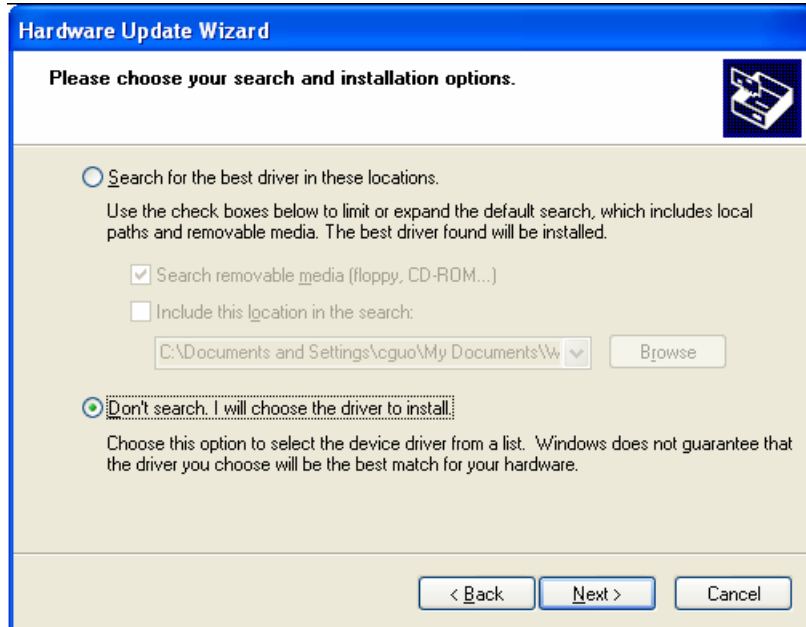 Hardware Update Wizard
Please choose your search and installation options.
Search for the best driver in these locations.
Use the check boxes below to limit or expand the default search, which includes local
paths and removable media. The best driver found will be installed.
Search removable media (floppy, CD-ROM...)
Include this location in the search:
C:\Documents and Settings\cguo\My Documents\W
Browse
Don't search. I will choose the driver to install.
Choose this option to select the device driver from a list. Windows does not guarantee that
the driver you choose will be the best match for your hardware.
< Back
Next >
Cancel